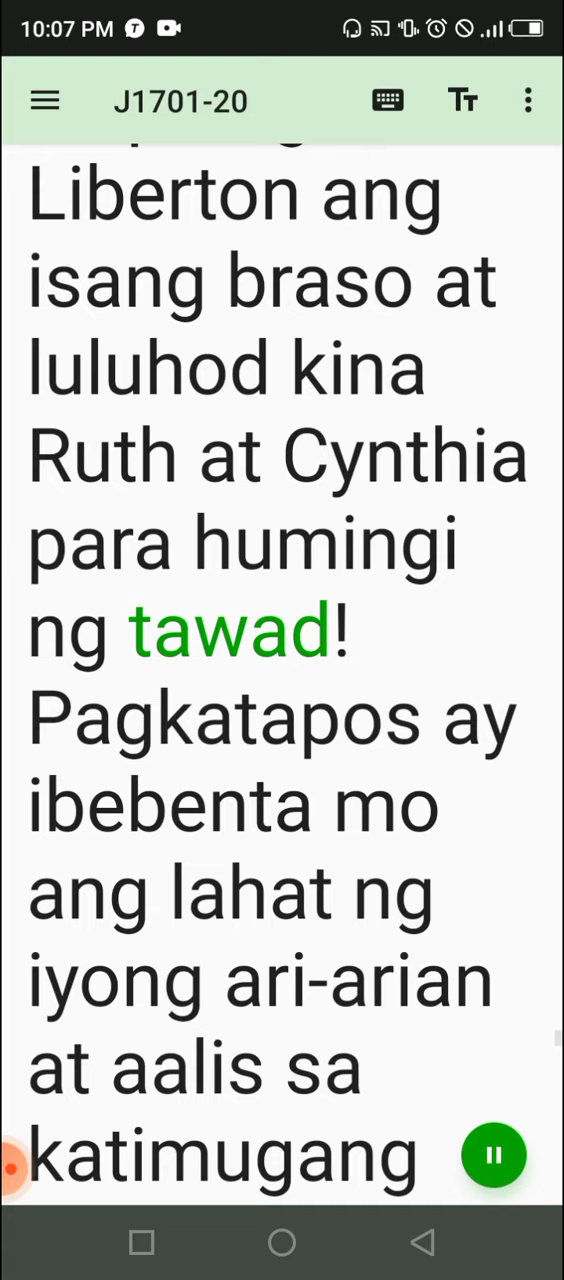 10:07 PM
J1701-20
Liberton ang
isang braso at
luluhod kina
Ruth at Cynthia
para humingi
ng tawad!
Pagkatapos ay
ibebenta mo
ang lahat ng
iyong ari-arian
at aalis sa
katimugang